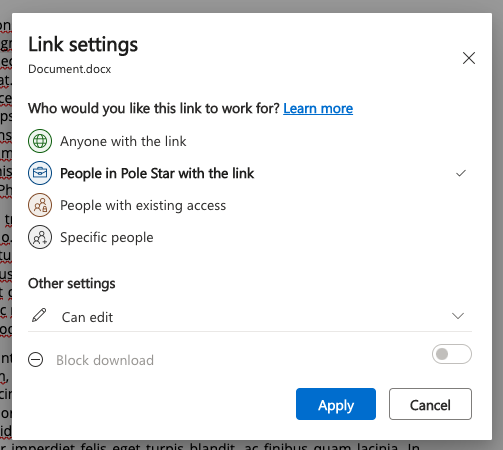 Link settings
Document.docx
Who would you like this link to work for? Learn more
Anyone with the link
People in Pole Star with the link
People with existing access
Specific people
Other settings
Can edit
Block download
Apply
Cancel
imperdiet felis eget turpis blandit, ac finibus quam lacinia. In